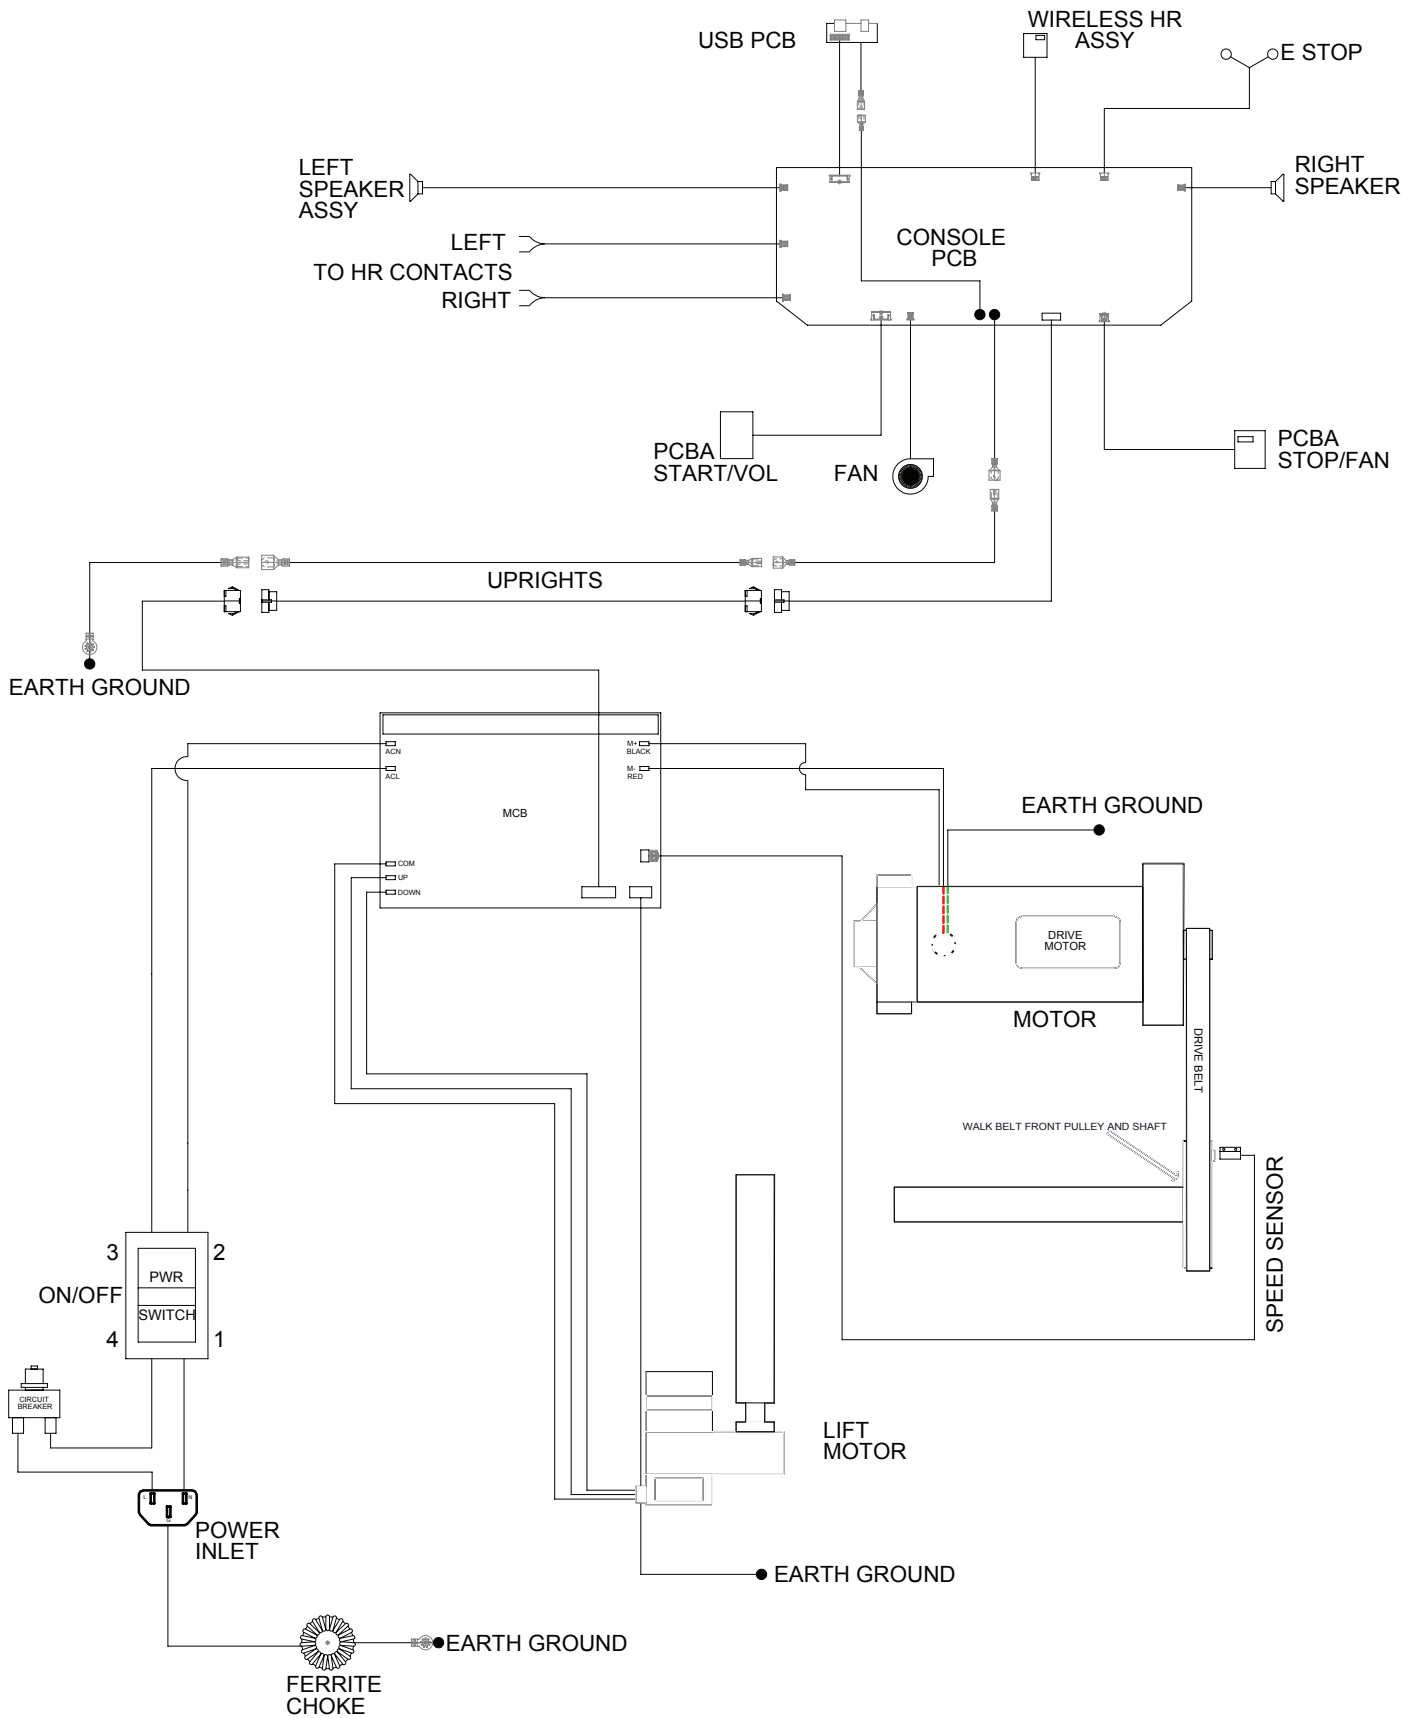 USB PCB
WIRELESS HR
ASSY
E STOP
LEFT
SPEAKER
ASSY
RIGHT
SPEAKER
CONSOLE
PCB
LEFT
TO HR CONTACTS
RIGHT
PCBA
START/VOL
FAN
PCBA
STOP/FAN
UPRIGHTS
EARTH GROUND
ACN
ACL
M+
BLACK
M-
RED
MCB
COM
UP
DOWN
EARTH GROUND
DRIVE
MOTOR
MOTOR
DRIVE BELT
WALK BELT FRONT PULLEY AND SHAFT
SPEED SENSOR
3
2
PWR
ON/OFF
SWITCH
4
1
CIRCUIT
BREAKER
LIFT
MOTOR
L
N
POWER
INLET
EARTH GROUND
EARTH GROUND
FERRITE
CHOKE